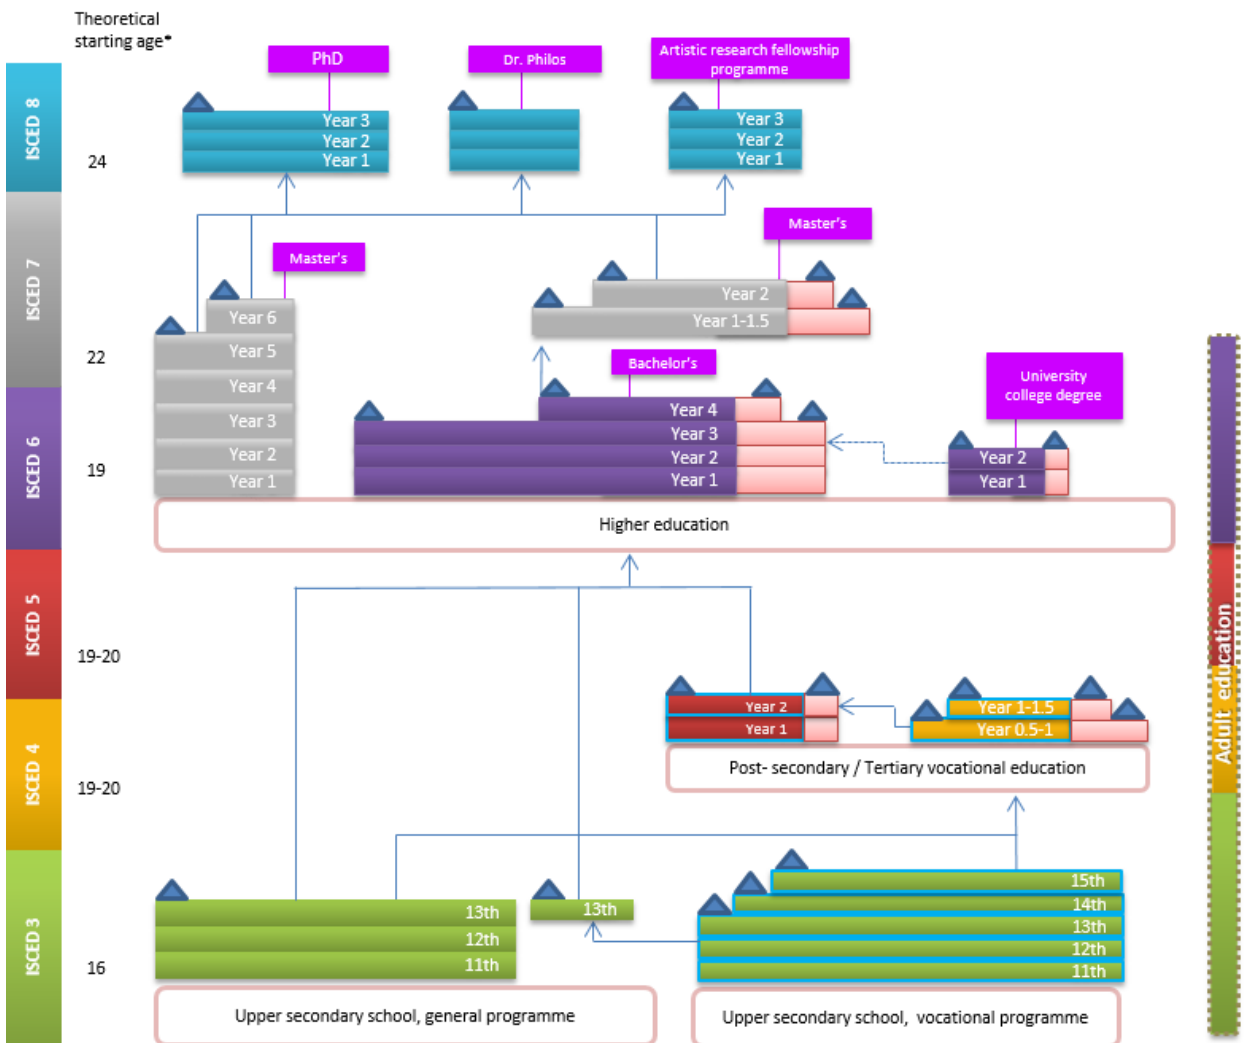 Theoretical
starting age*
ISCED 8
24
PhD
Year 3
Year 2
Year 1
Dr. Philos
Artistic research fellowship
programme
Year 3
Year 2
Year 1
ISCED 7
22
Master's
Year 6
Year 5
Year 4
Year 3
Year 2
Year 1
Master's
Year 2
Year 1-1.5
ISCED 6
19
Bachelor's
Year 4
Year 3
Year 2
Year 1
University
college degree
Year 2
Year 1
Higher education
ISCED 5
19-20
Year 2
Year 1
Year 1-1.5
Year 0.5-1
Post- secondary / Tertiary vocational education
ISCED 4
19-20
ISCED 3
16
13th
12th
11th
13th
15th
14th
13th
12th
11th
Upper secondary school, general programme
Upper secondary school, vocational programme
Adult education